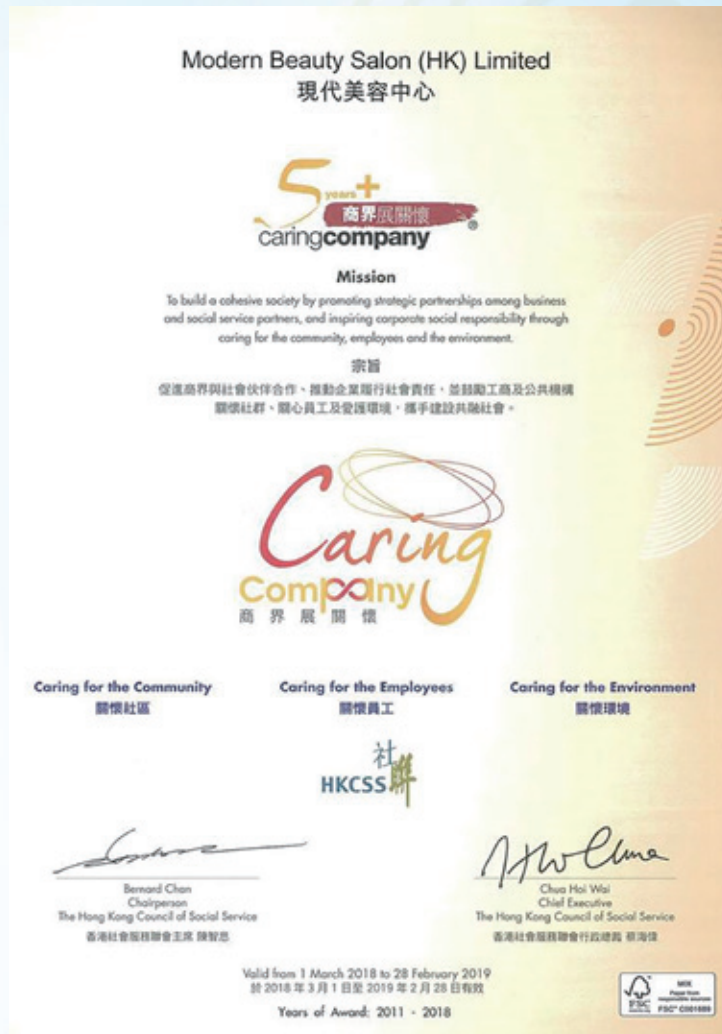 Modern Beauty Salon (HK) Limited
現代美容中心
5 years+
商界展關懷
caringcompany®
Mission
To build a cohesive society by promoting strategic partnerships among business
and social service partners, and inspiring corporate social responsibility through
caring for the community, employees and the environment.
宗旨
促進商界與社會伙伴合作、推動企業履行社會責任，並鼓勵工商及公共機構
關懷社群、關心員工及愛護環境，攜手建設共融社會。
Caring
Company
商界展關懷
Caring for the Community
關懷社區
Caring for the Employees
關懷員工
Caring for the Environment
關懷環境
社
HKCSS 聯
Bernard Chan
Chairperson
The Hong Kong Council of Social Service
香港社會服務聯會主席 陳智思
Chua Hoi Wai
Chief Executive
The Hong Kong Council of Social Service
香港社會服務聯會行政總裁 蔡海偉
Valid from 1 March 2018 to 28 February 2019
於 2018 年 3 月 1 日至 2019 年 2 月 28 日有效
Years of Award: 2011 - 2018
FSC
MIX
Paper from
responsible sources
FSC® C001889